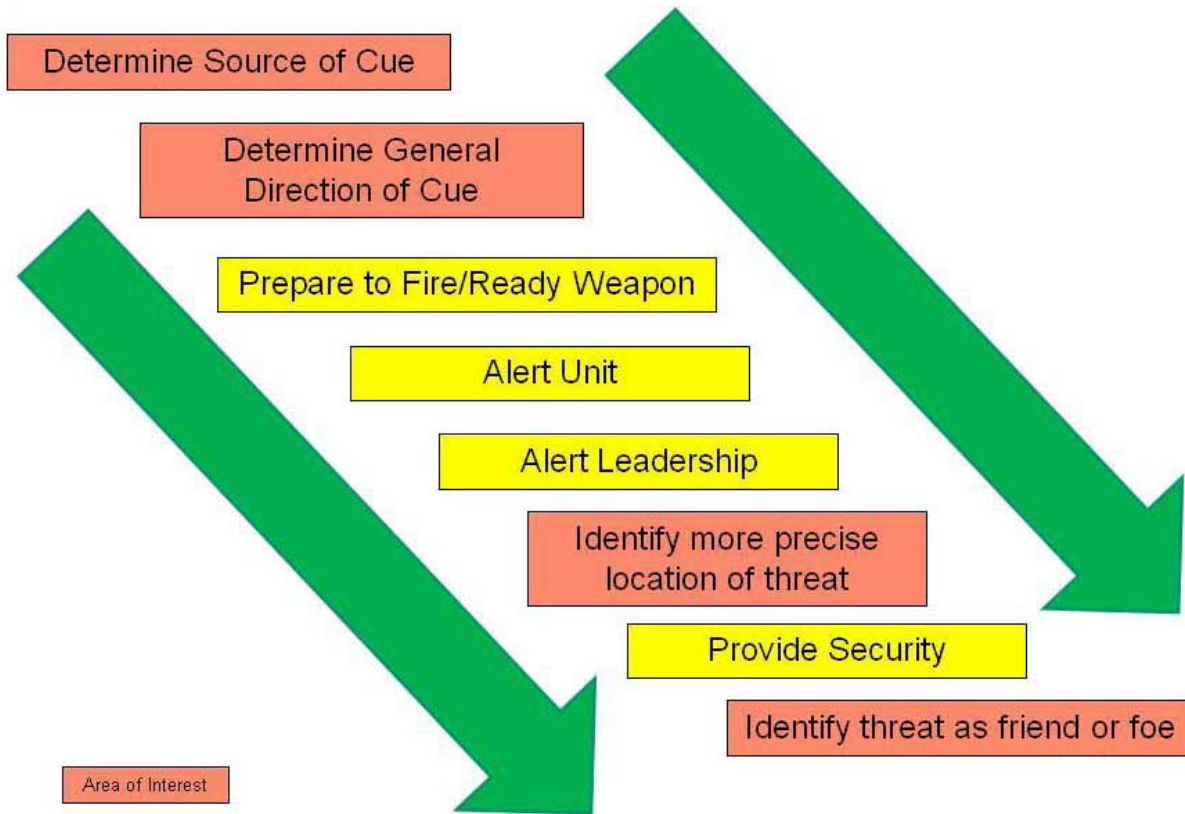 Determine Source of Cue
Determine General
Direction of Cue
Prepare to Fire/Ready Weapon
Alert Unit
Alert Leadership
Identify more precise
location of threat
Provide Security
Identify threat as friend or foe
Area of Interest